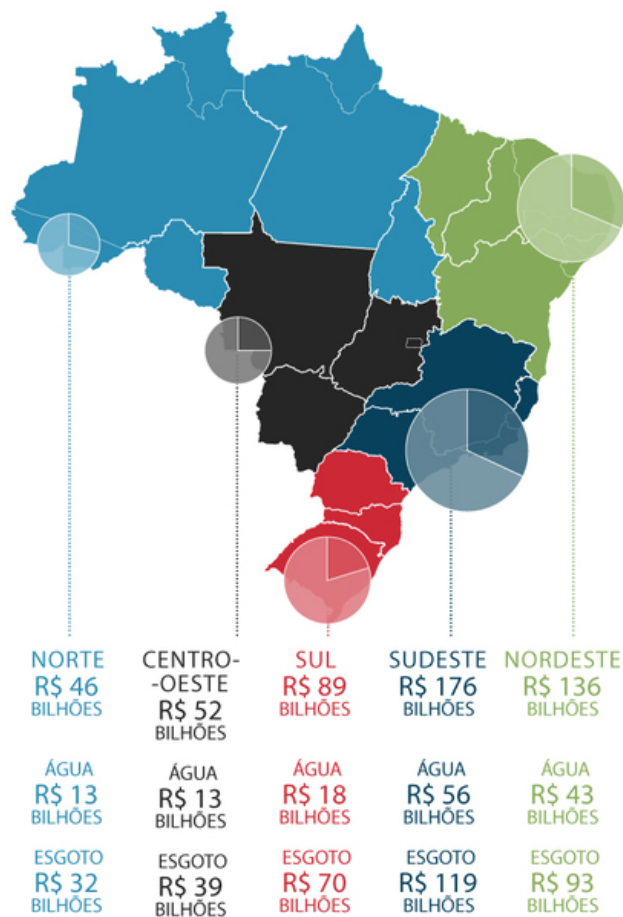 NORTE
R$ 46
BILHÕES
CENTRO-
-OESTE
R$ 52
BILHÕES
SUL
R$ 89
BILHÕES
SUDESTE
R$ 176
BILHÕES
NORDESTE
R$ 136
BILHÕES
ÁGUA
R$ 13
BILHÕES
ÁGUA
R$ 13
BILHÕES
ÁGUA
R$ 18
BILHÕES
ÁGUA
R$ 56
BILHÕES
ÁGUA
R$ 43
BILHÕES
ESGOTO
R$ 32
BILHÕES
ESGOTO
R$ 39
BILHÕES
ESGOTO
R$ 70
BILHÕES
ESGOTO
R$ 119
BILHÕES
ESGOTO
R$ 93
BILHÕES